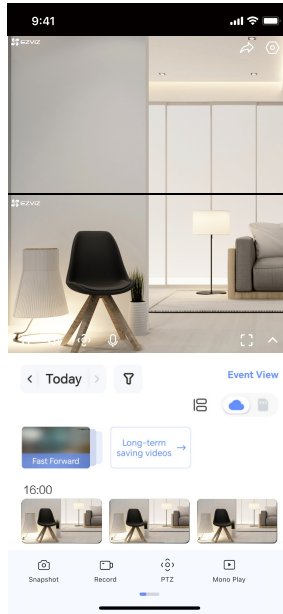 9:41
EZVIZ
EZVIZ
Today
Event View
Fast Forward
Long-term
saving videos
16:00
Snapshot
Record
PTZ
Mono Play